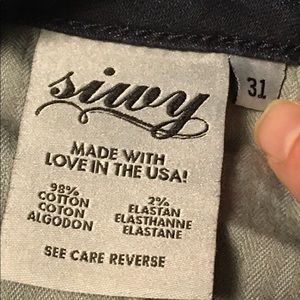 siwy
31
MADE WITH
LOVE IN THE USA!
98% 2%
COTTON ELASTAN
COTON ELASTHANNE
ALGODON ELASTANE
SEE CARE REVERSE